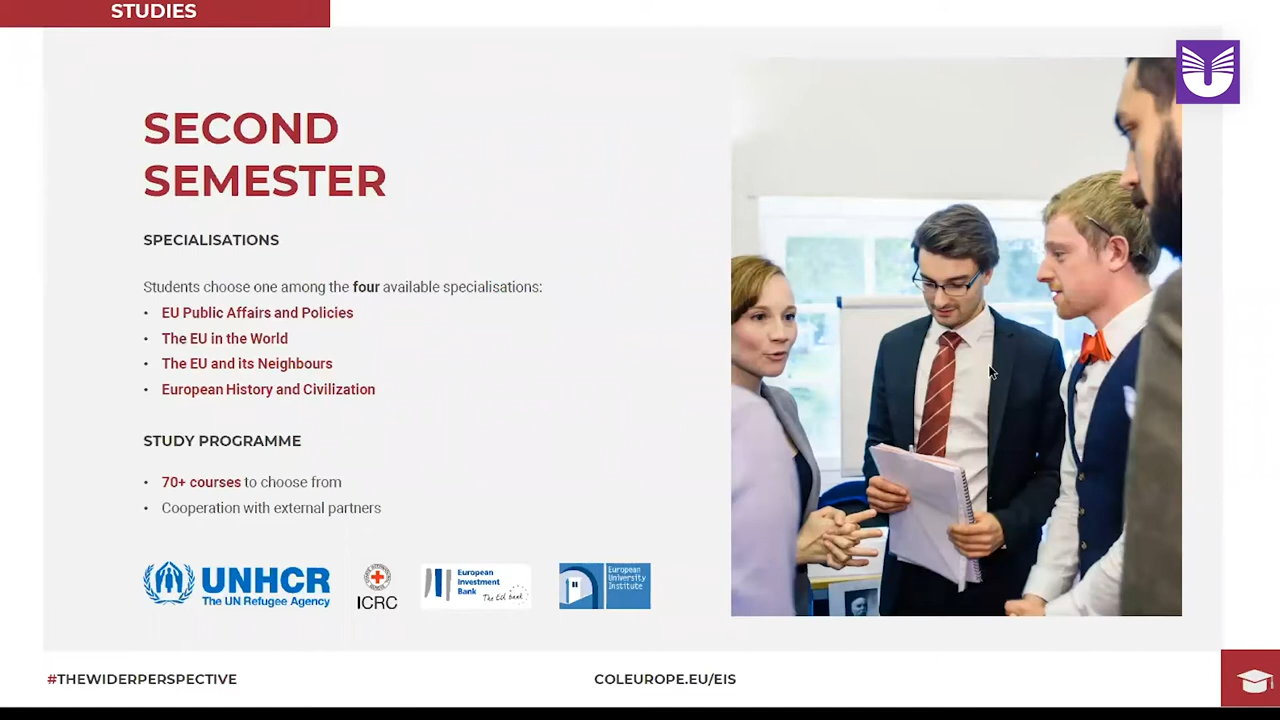 STUDIES
SECOND
SEMESTER
SPECIALISATIONS
Students choose one among the four available specialisations:
• EU Public Affairs and Policies
• The EU in the World
• The EU and its Neighbours
• European History and Civilization
STUDY PROGRAMME
• 70+ courses to choose from
• Cooperation with external partners
UNHCR
The UN Refugee Agency
ICRC
European
Investment
Bank
The EU bank
European
University
Institute
#THEWIDERPERSPECTIVE
COLEUROPE.EU/EIS